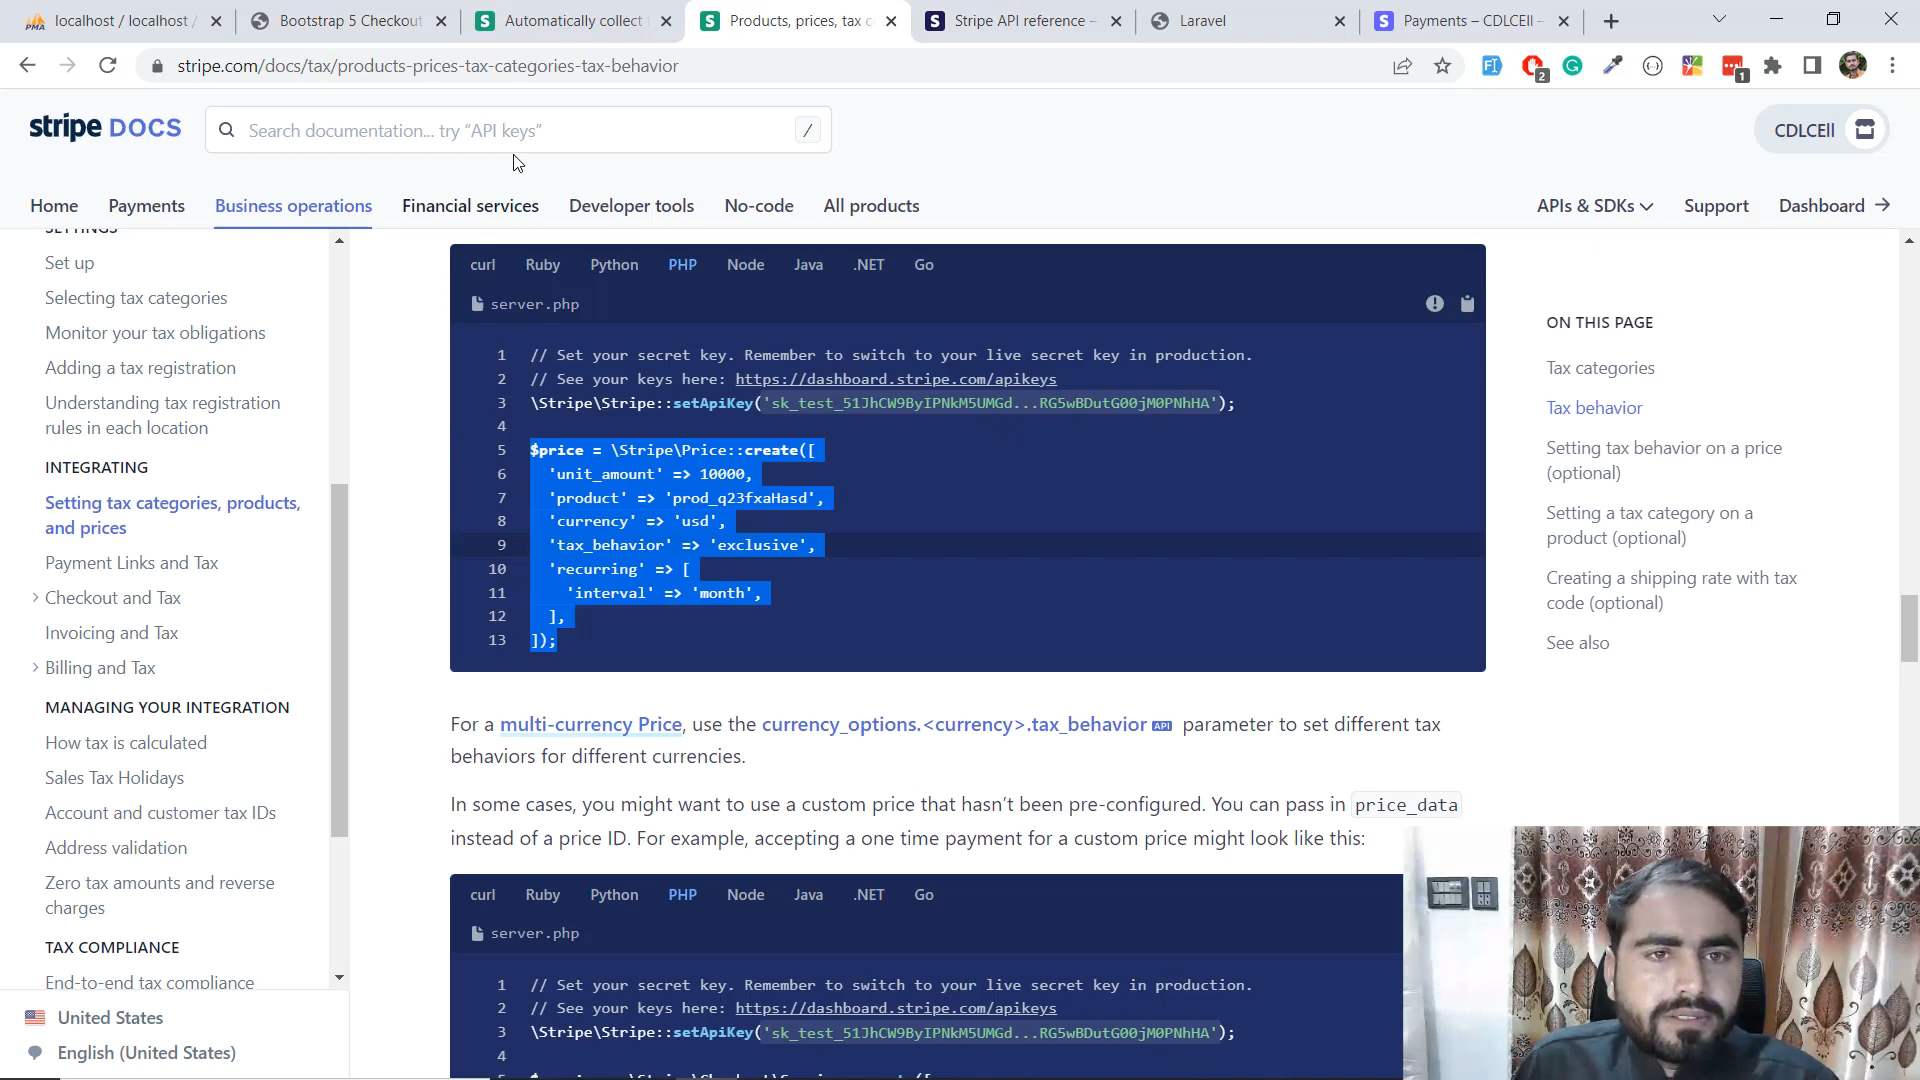 localhost / localhost /
Bootstrap 5 Checkout
Automatically collect
Products, prices, tax c
Stripe API reference –
Laravel
Payments – CDLCEll –
stripe.com/docs/tax/products-prices-tax-categories-tax-behavior
2
1
stripe DOCS
Search documentation... try “API keys”
/
CDLCEll
Home
Payments
Business operations
Financial services
Developer tools
No-code
All products
APIs & SDKs
Support
Dashboard
SETTINGS
Set up
Selecting tax categories
Monitor your tax obligations
Adding a tax registration
Understanding tax registration
rules in each location
INTEGRATING
Setting tax categories, products,
and prices
Payment Links and Tax
Checkout and Tax
Invoicing and Tax
Billing and Tax
MANAGING YOUR INTEGRATION
How tax is calculated
Sales Tax Holidays
Account and customer tax IDs
Address validation
Zero tax amounts and reverse
charges
TAX COMPLIANCE
End-to-end tax compliance
United States
English (United States)
curl Ruby Python PHP Node Java .NET Go
server.php
1 // Set your secret key. Remember to switch to your live secret key in production.
2 // See your keys here: https://dashboard.stripe.com/apikeys
3 \Stripe\Stripe::setApiKey('sk_test_51JhCW9ByIPNkM5UMGd...RG5wBDutG00jM0PNhHA');
4
5 $price = \Stripe\Price::create([
6 'unit_amount' => 10000,
7 'product' => 'prod_q23fxaHasd',
8 'currency' => 'usd',
9 'tax_behavior' => 'exclusive',
10 'recurring' => [
11 'interval' => 'month',
12 ],
13 ]);
For a multi-currency Price, use the currency_options.<currency>.tax_behavior API parameter to set different tax
behaviors for different currencies.
In some cases, you might want to use a custom price that hasn’t been pre-configured. You can pass in price_data
instead of a price ID. For example, accepting a one time payment for a custom price might look like this:
curl Ruby Python PHP Node Java .NET Go
server.php
1 // Set your secret key. Remember to switch to your live secret key in production.
2 // See your keys here: https://dashboard.stripe.com/apikeys
3 \Stripe\Stripe::setApiKey('sk_test_51JhCW9ByIPNkM5UMGd...RG5wBDutG00jM0PNhHA');
4
ON THIS PAGE
Tax categories
Tax behavior
Setting tax behavior on a price
(optional)
Setting a tax category on a
product (optional)
Creating a shipping rate with tax
code (optional)
See also